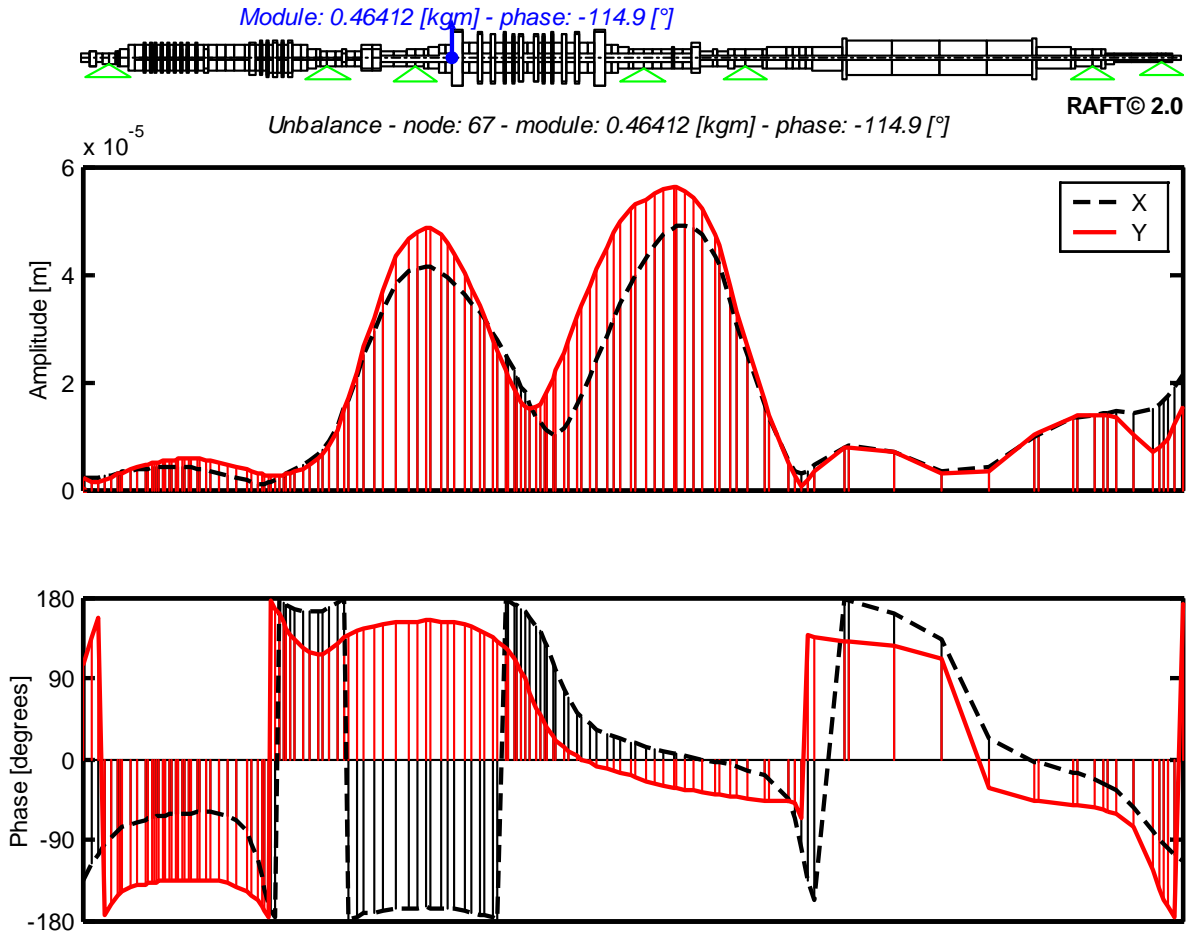 Module: 0.46412 [kgm] - phase: -114.9 [°]
RAFT© 2.0
Unbalance - node: 67 - module: 0.46412 [kgm] - phase: -114.9 [°]
x 10-5
6
4
2
0
Amplitude [m]
X
Y
180
90
0
-90
-180
Phase [degrees]